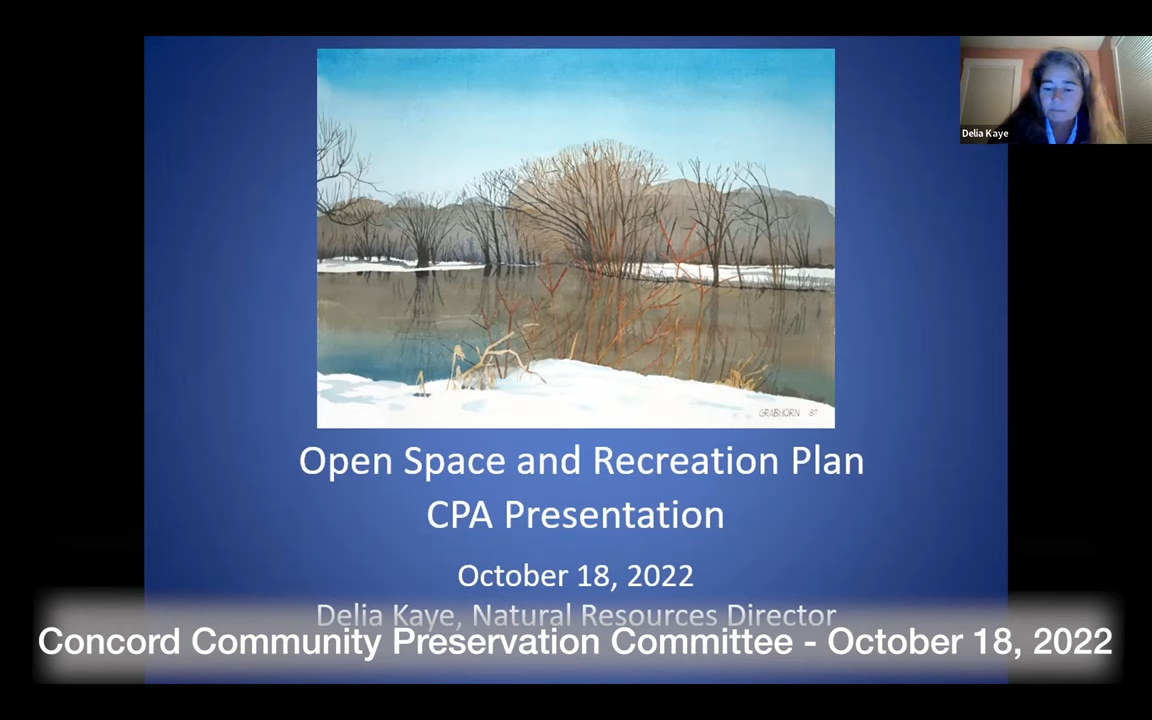 Delia Kaye
GRABHORN 87
Open Space and Recreation Plan
CPA Presentation
October 18, 2022
Delia Kaye, Natural Resources Director
Concord Community Preservation Committee - October 18, 2022